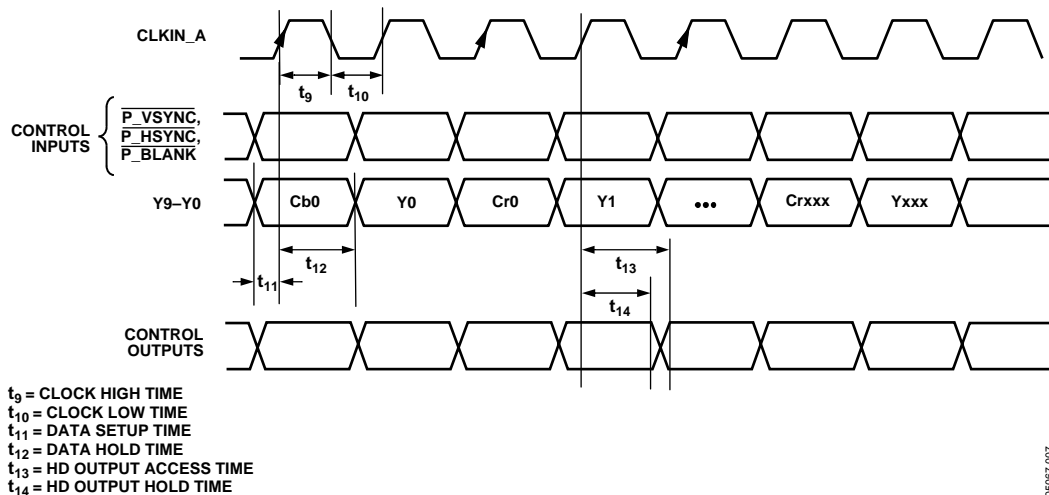 CLKIN_A
t9
t10
CONTROL
INPUTS
P_VSYNC,
P_HSYNC,
P_BLANK
Y9–Y0
Cb0
Y0
Cr0
Y1
•••
Crxxx
Yxxx
t12
t11
t13
t14
CONTROL
OUTPUTS
t9 = CLOCK HIGH TIME
t10 = CLOCK LOW TIME
t11 = DATA SETUP TIME
t12 = DATA HOLD TIME
t13 = HD OUTPUT ACCESS TIME
t14 = HD OUTPUT HOLD TIME